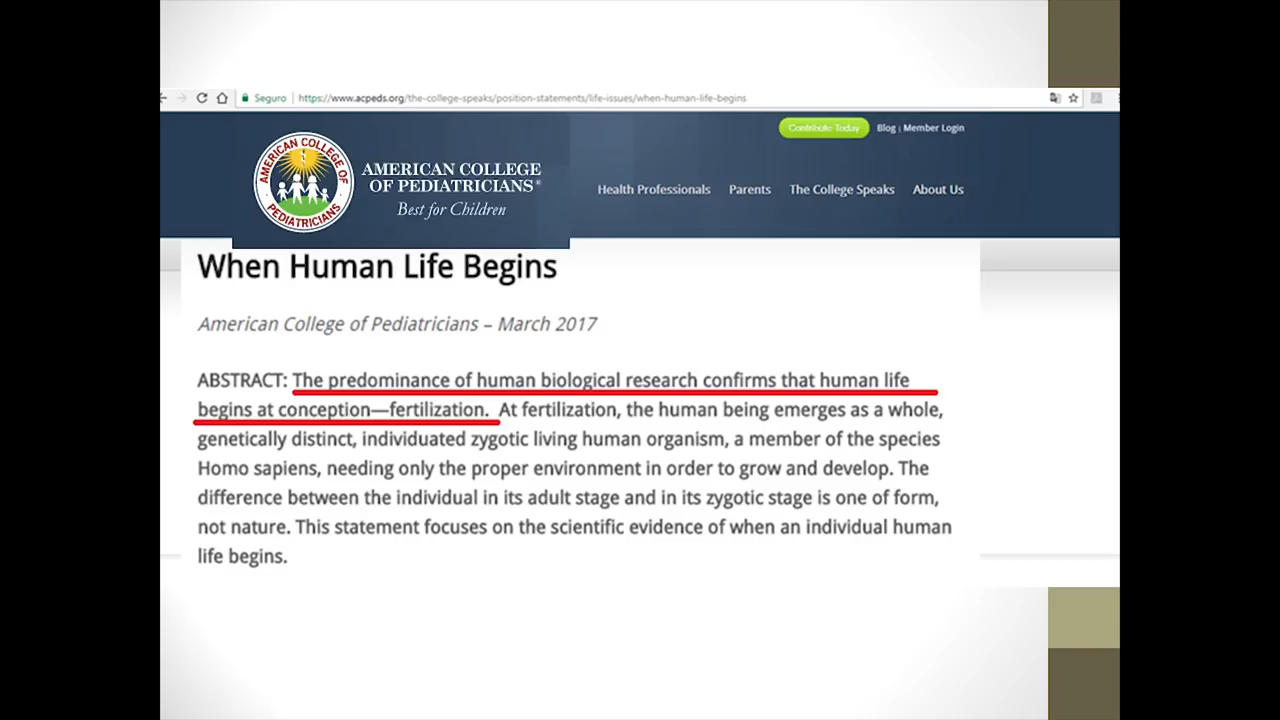 Seguro | https://www.acpeds.org/the-college-speaks/position-statements/life-issues/when-human-life-begins
Contribute Today Blog | Member Login
AMERICAN COLLEGE OF PEDIATRICIANS
AMERICAN COLLEGE
OF PEDIATRICIANS®
Best for Children
Health Professionals Parents The College Speaks About Us
When Human Life Begins
American College of Pediatricians – March 2017
ABSTRACT: The predominance of human biological research confirms that human life
begins at conception—fertilization. At fertilization, the human being emerges as a whole,
genetically distinct, individuated zygotic living human organism, a member of the species
Homo sapiens, needing only the proper environment in order to grow and develop. The
difference between the individual in its adult stage and in its zygotic stage is one of form,
not nature. This statement focuses on the scientific evidence of when an individual human
life begins.